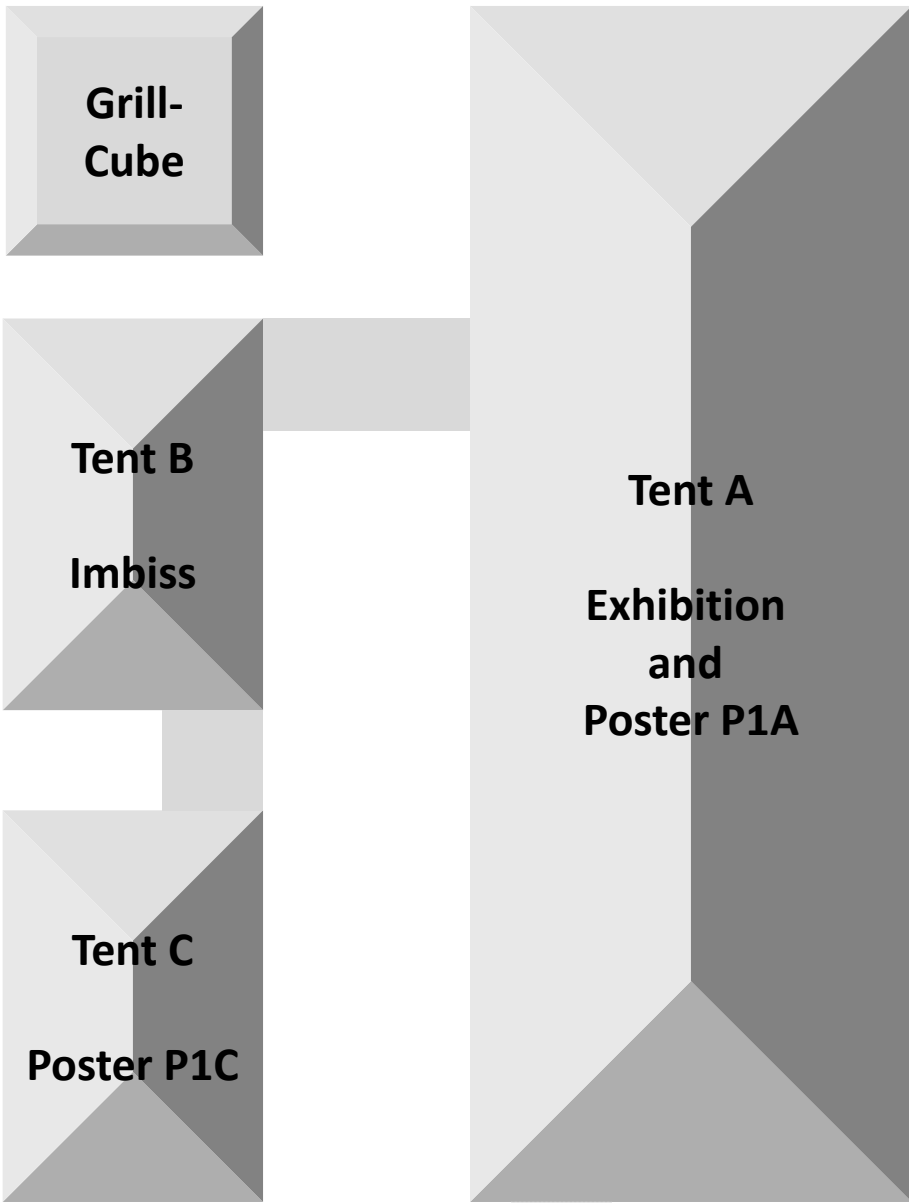 Grill-
Cube
Tent B
Imbiss
Tent A
Exhibition
and
Poster P1A
Tent C
Poster P1C